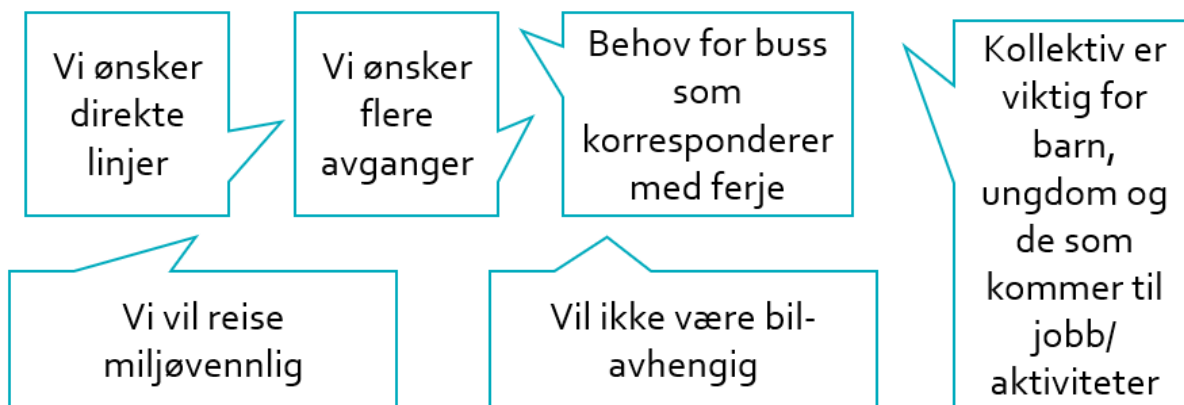 Vi ønsker
direkte
linjer
Vi ønsker
flere
avganger
Behov for buss
som
korresponderer
med ferje
Kollektiv er
viktig for
barn,
ungdom og
de som
kommer til
jobb/
aktiviteter
Vi vil reise
miljøvennlig
Vil ikke være bil-
avhengig